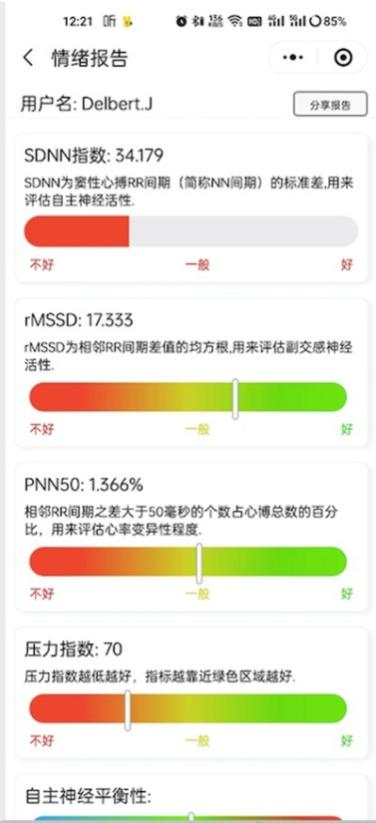 12:21 听
85%
情绪报告
用户名: Delbert.J
分享报告
SDNN指数: 34.179
SDNN为窦性心搏RR间期（简称NN间期）的标准差,用来
评估自主神经活性.
不好 一般 好
rMSSD: 17.333
rMSSD为相邻RR间期差值的均方根,用来评估副交感神经
活性.
不好 一般 好
PNN50: 1.366%
相邻RR间期之差大于50毫秒的个数占心博总数的百分
比，用来评估心率变异性程度.
不好 一般 好
压力指数: 70
压力指数越低越好，指标越靠近绿色区域越好.
不好 一般 好
自主神经平衡性: